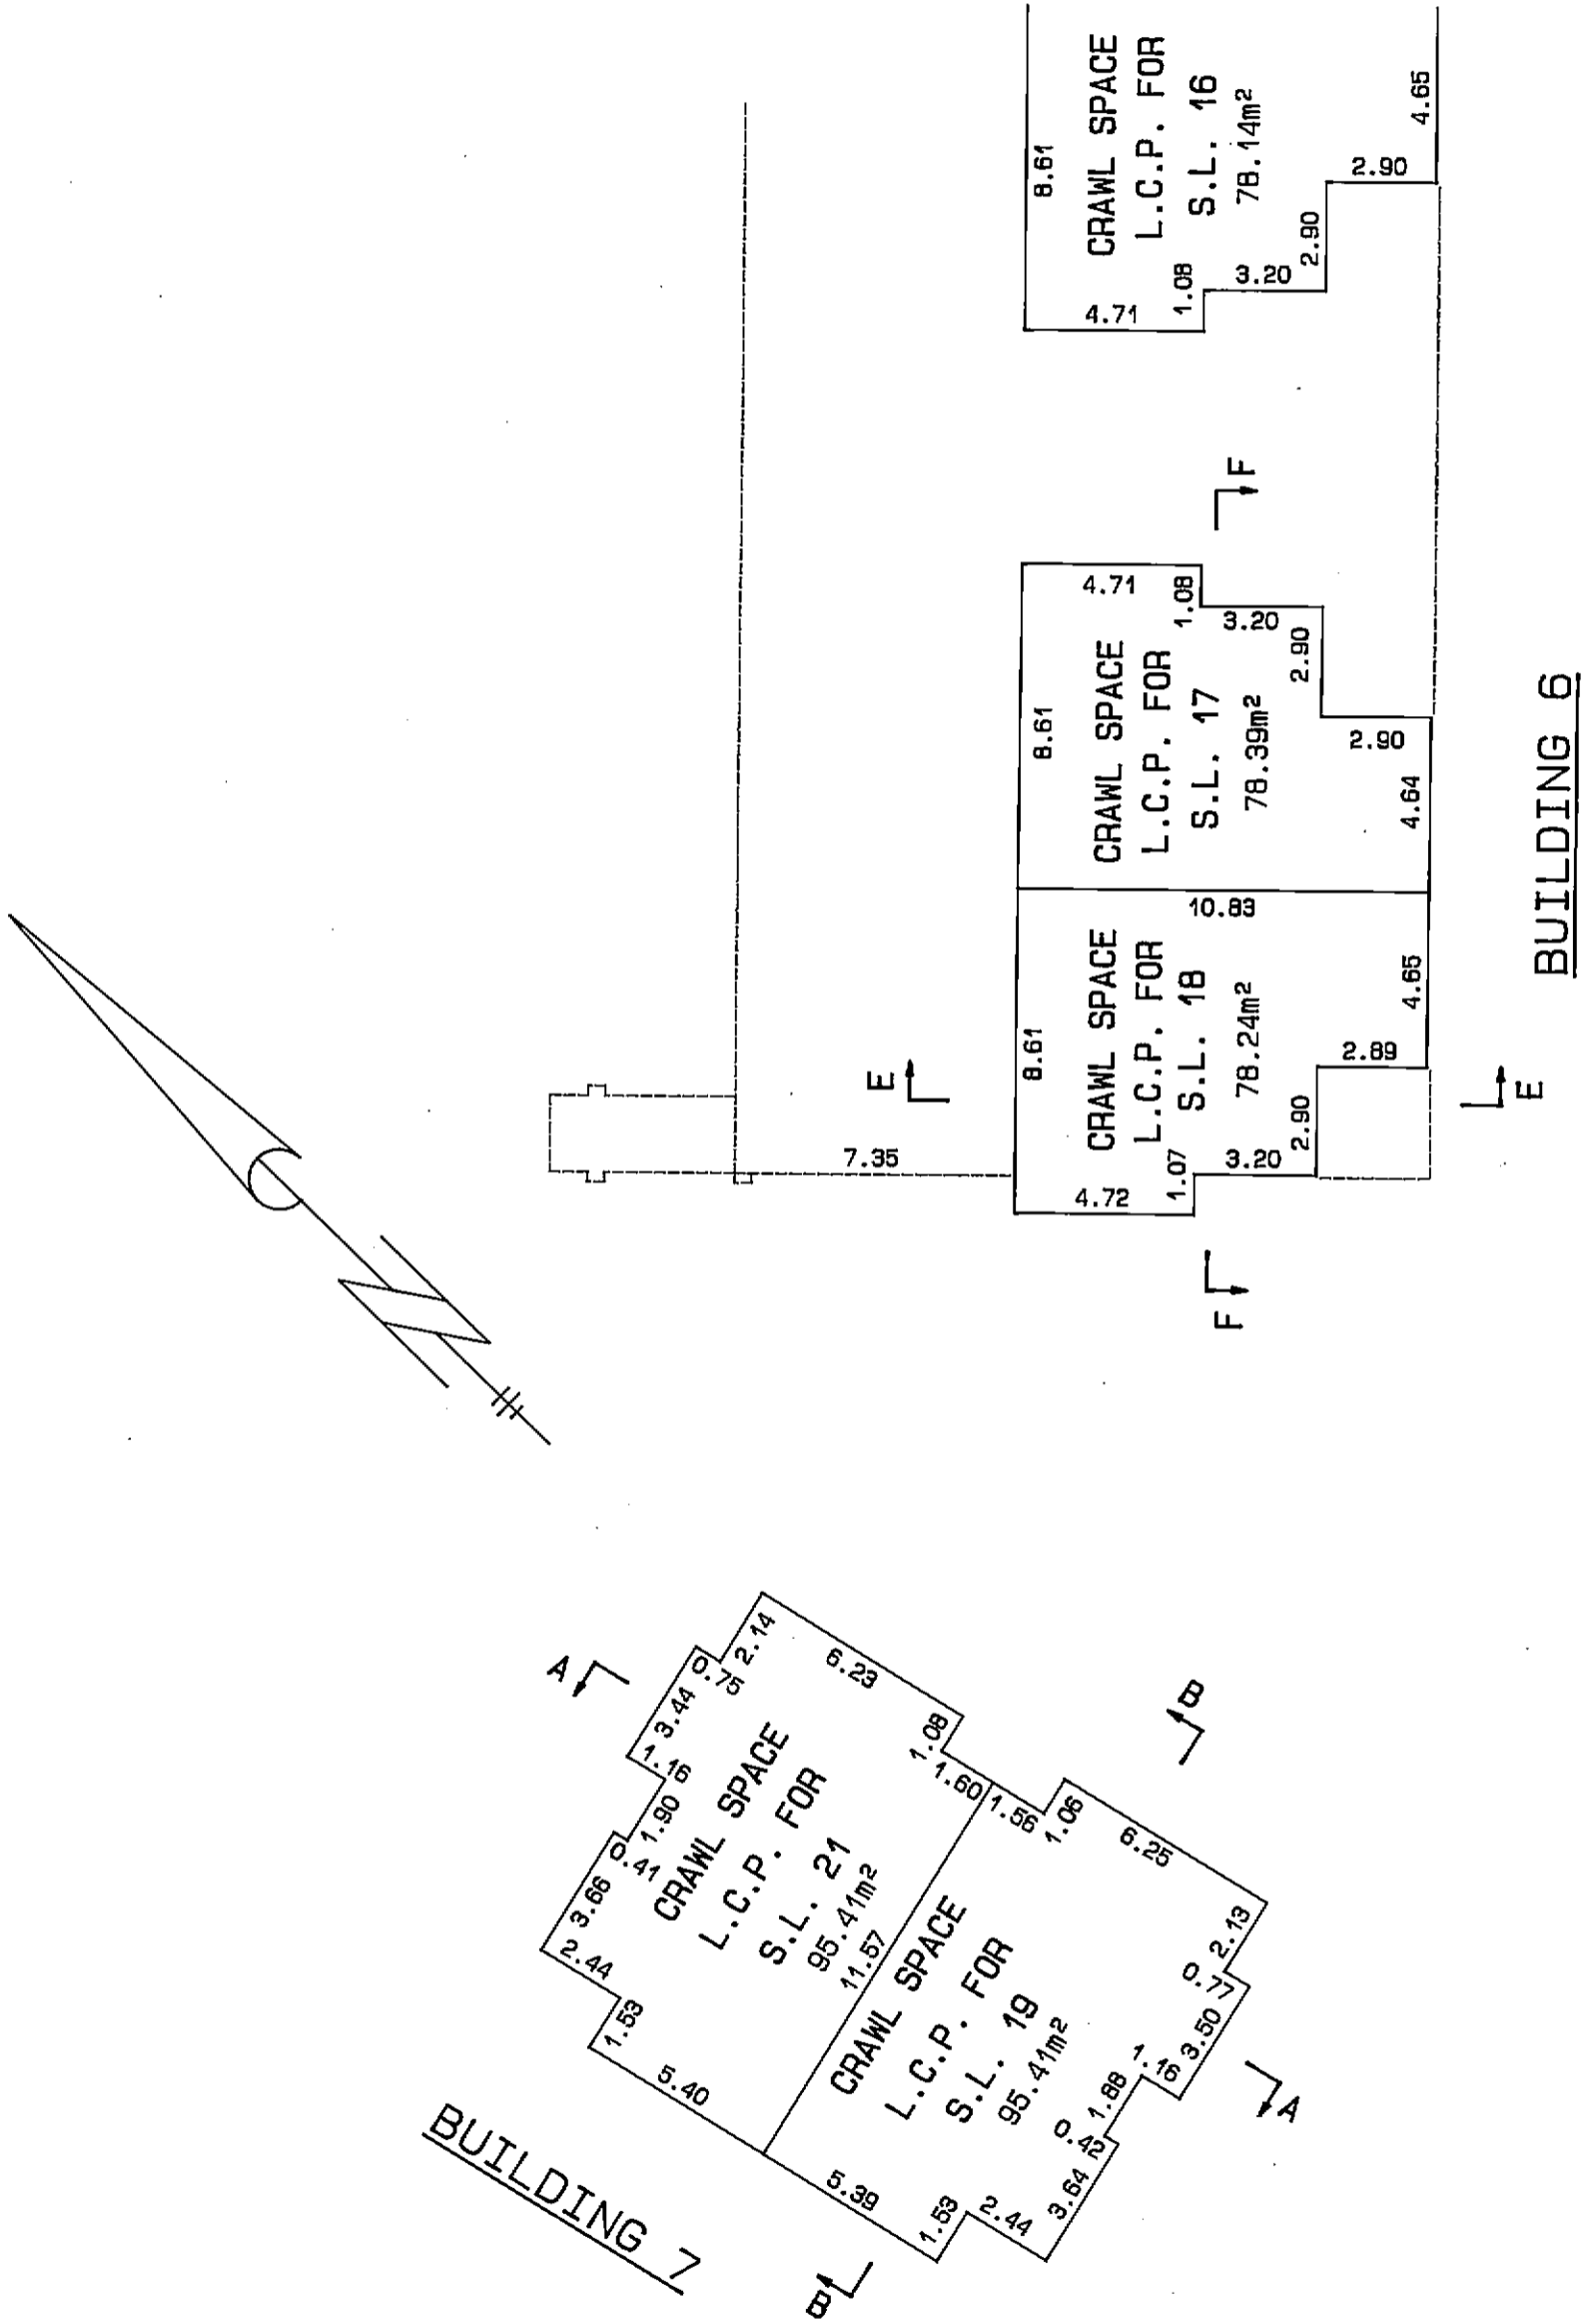 8.61
CRAWL SPACE
L.C.P. FOR
S.L. 16
78.14m²
4.71
1.08
3.20
2.90
2.90
4.65
F
8.61
CRAWL SPACE
L.C.P. FOR
S.L. 17
78.39m²
4.71
1.08
3.20
2.90
2.90
4.64
10.83
8.61
CRAWL SPACE
L.C.P. FOR
S.L. 18
78.24m²
4.72
1.07
3.20
2.90
2.89
4.65
7.35
E
E
F
BUILDING 6
A
2.14
0.75
3.44
1.16
1.90
0.41
3.66
2.44
1.53
5.40
6.23
1.08
1.60
CRAWL SPACE
L.C.P. FOR
S.L. 21
95.41m²
11.57
B
1.56
1.06
6.25
2.13
0.77
3.50
1.16
1.88
0.42
3.64
2.44
1.53
5.39
CRAWL SPACE
L.C.P. FOR
S.L. 19
95.41m²
A
B
BUILDING 7